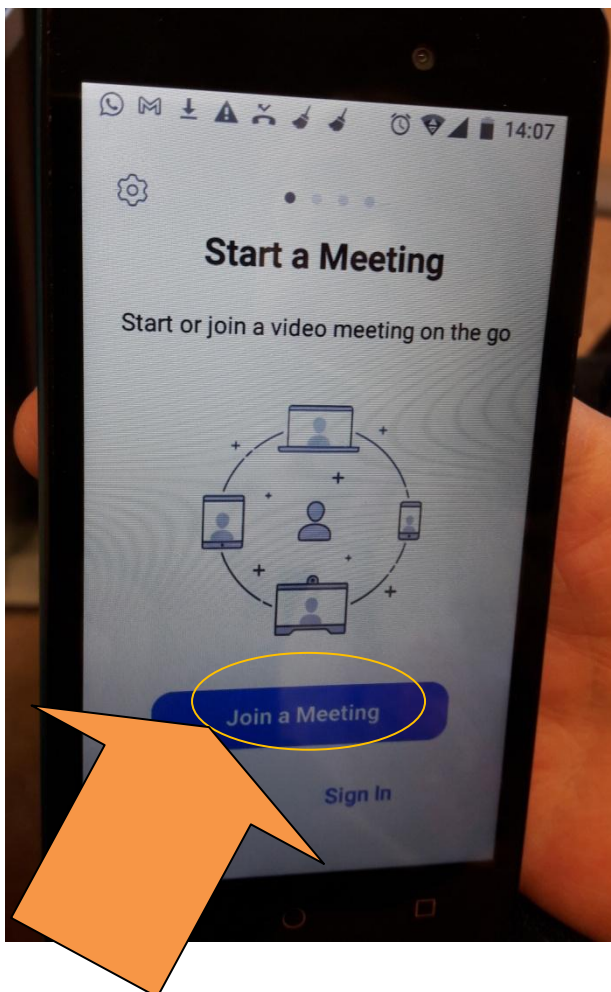 14:07
Start a Meeting
Start or join a video meeting on the go
Join a Meeting
Sign In